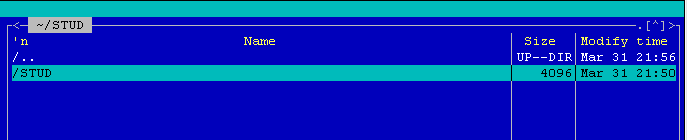 <- ~/STUD .[^]>
'n Name Size Modify time
/.. UP--DIR Mar 31 21:56
/STUD 4096 Mar 31 21:50